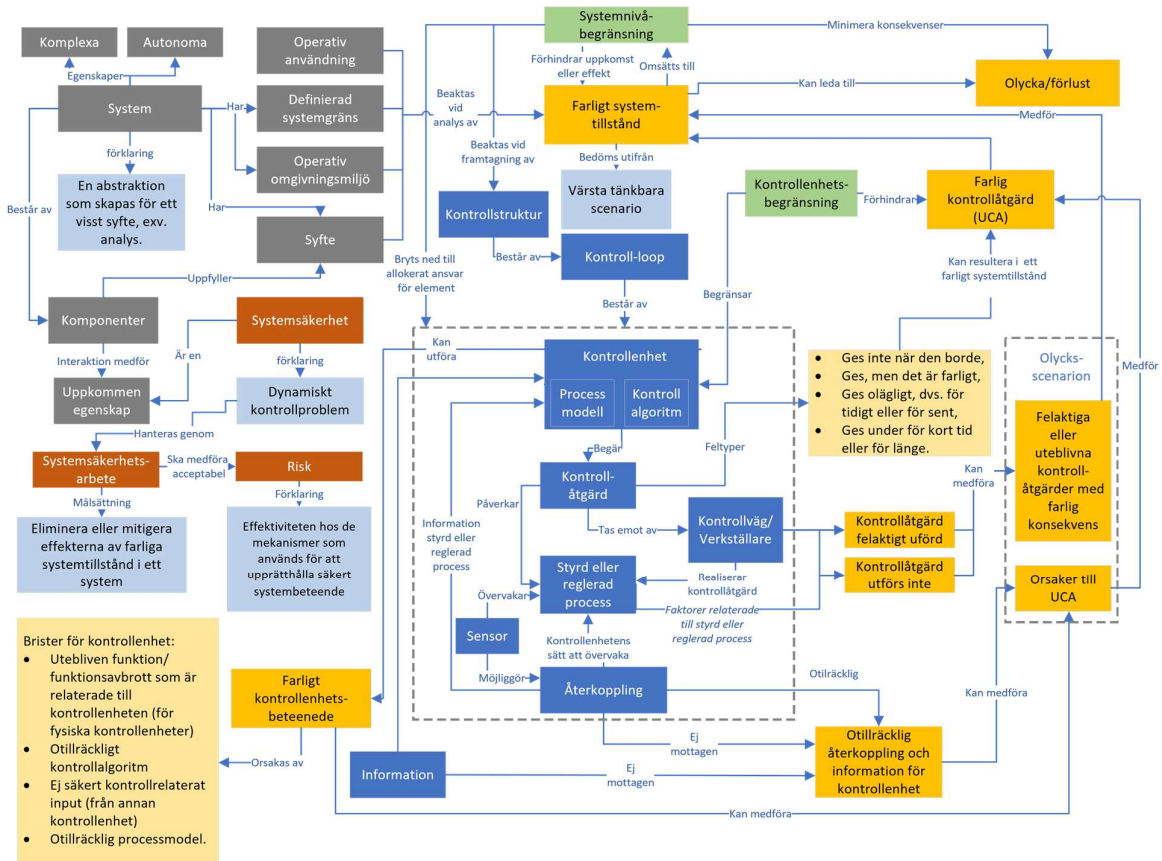 Komplexa
Autonoma
Egenskaper
System
Har
förklaring
En abstraktion
som skapas för ett
visst syfte, exv.
analys.
Består av
Har
Operativ
användning
Definierad
systemgräns
Operativ
omgivningsmiljö
Syfte
Uppfyller
Komponenter
Interaktion medför
Uppkommen
egenskap
Är en
Systemsäkerhet
förklaring
Dynamiskt
kontrollproblem
Hanteras genom
Systemsäkerhets-
arbete
Ska medföra
acceptabel
Risk
Målsättning
Förklaring
Eliminera eller mitigera
effekterna av farliga
systemtillstånd i ett
system
Effektiviteten hos de
mekanismer som
används för att
upprätthålla säkert
systembeteende
Beaktas
vid
analys av
Systemnivå-
begränsning
Minimera konsekvenser
Förhindrar uppkomst
eller effekt
Omsätts till
Farligt system-
tillstånd
Kan leda till
Olycka/förlust
Medför
Beaktas vid
framtagning av
Bedöms utifrån
Värsta tänkbara
scenario
Kontrollstruktur
Består av
Kontroll-loop
Består av
Bryts ned till
allokerat ansvar
för element
Kontrollenhets-
begränsning
Förhindrar
Farlig
kontrollåtgärd
(UCA)
Begränsar
Kan resultera i  ett
farligt systemtillstånd
Kan
utföra
Kontrollenhet
Process
modell
Kontroll
algoritm
• Ges inte när den borde,
• Ges, men det är farligt,
• Ges olägligt, dvs. för
tidigt eller för sent,
• Ges under för kort tid
eller för länge.
Olycks-
scenarion
Medför
Begär
Feltyper
Kontroll-
åtgärd
Påverkar
Tas emot av
Kontrollväg/
Verkställare
Information
styrd eller
reglerad
process
Styrd eller
reglerad
process
Realiserar
kontrollåtgärd
Övervakar
Faktorer relaterade
till styrd eller
reglerad process
Sensor
Kontrollenhetens
sätt att övervaka
Möjliggör
Återkoppling
Kontrollåtgärd
felaktigt uförd
Kontrollåtgärd
utförs inte
Kan
medföra
Felaktiga
eller
uteblivna
kontroll-
åtgärder med
farlig
konsekvens
Orsaker till
UCA
Otillräcklig
Kan medföra
Ej
mottagen
Otillräcklig
återkoppling och
information för
kontrollenhet
Information
Ej
mottagen
Kan medföra
Farligt
kontrollenhets-
beteenede
Orsakas av
Brister för kontrollenhet:
• Utebliven funktion/
funktionsavbrott som är
relaterade till
kontrollenheten (för
fysiska kontrollenheter)
• Otillräckligt
kontrollalgoritm
• Ej säkert kontrollrelaterat
input (från annan
kontrollenhet)
• Otillräcklig processmodel.